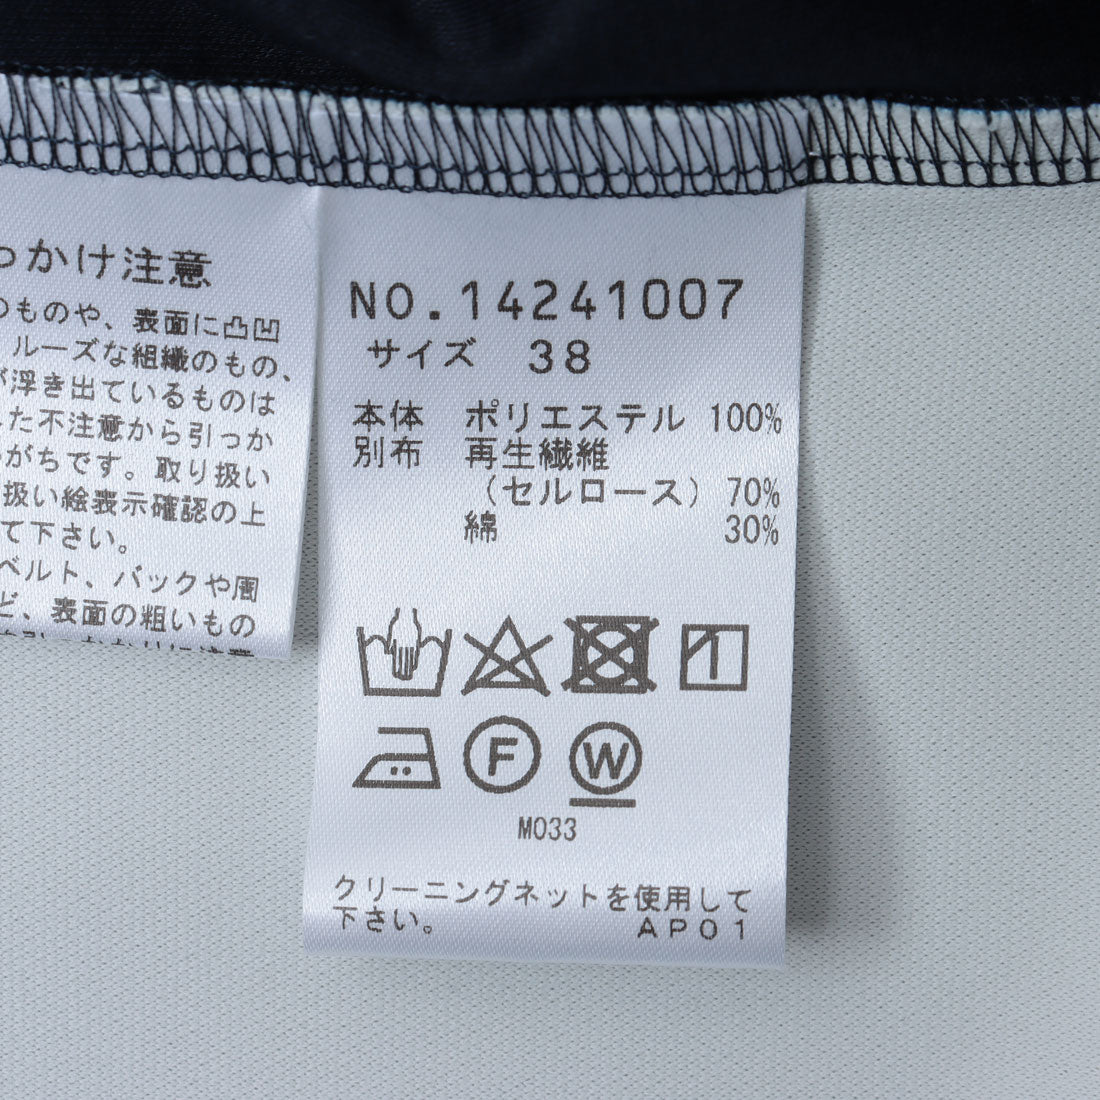 っかけ注意
のものや、表面に凸凹
ルーズな組織のもの、
が浮き出ているものは
た不注意から引っか
がちです。取り扱い
扱い絵表示確認の上
て下さい。
ベルト、バックや周
ど、表面の粗いもの
NO.14241007
サイズ 38
本体 ポリエステル 100%
別布 再生繊維
（セルロース） 70%
綿 30%
F
W
M033
クリーニングネットを使用して
下さい。 AP01